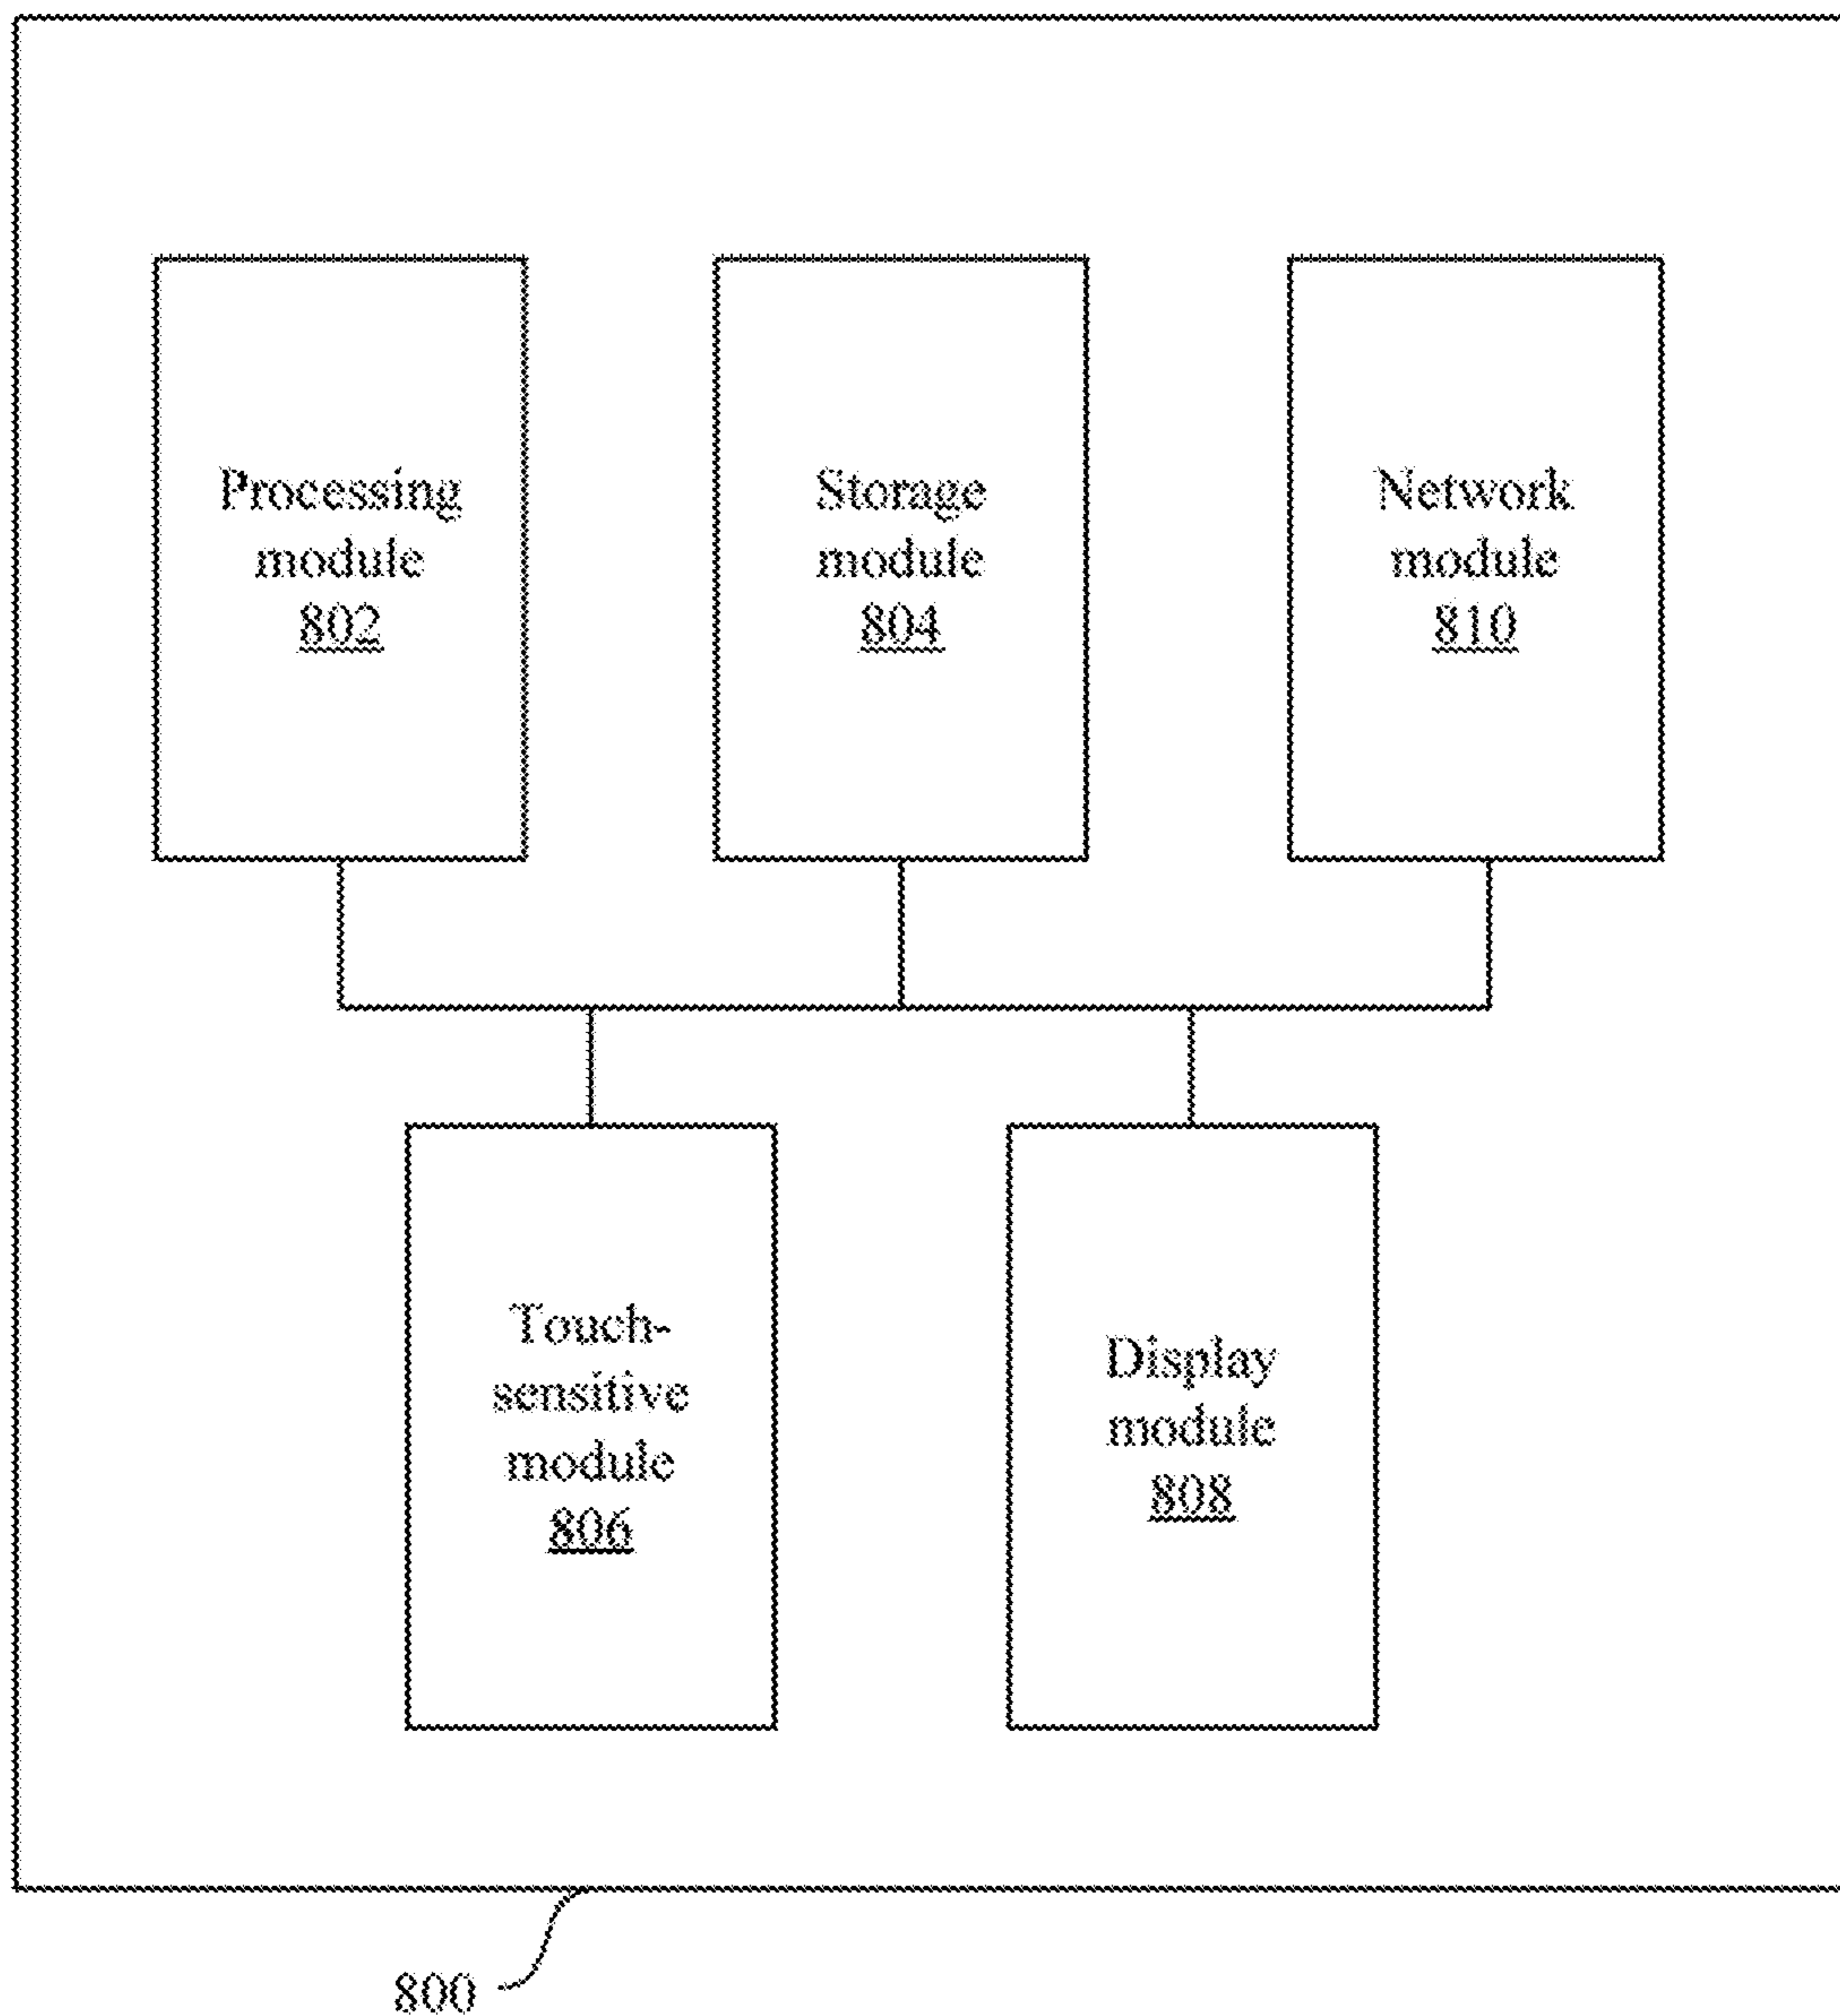 Processing
module
802
Storage
module
804
Network
module
810
Touch-
sensitive
module
806
Display
module
808
800